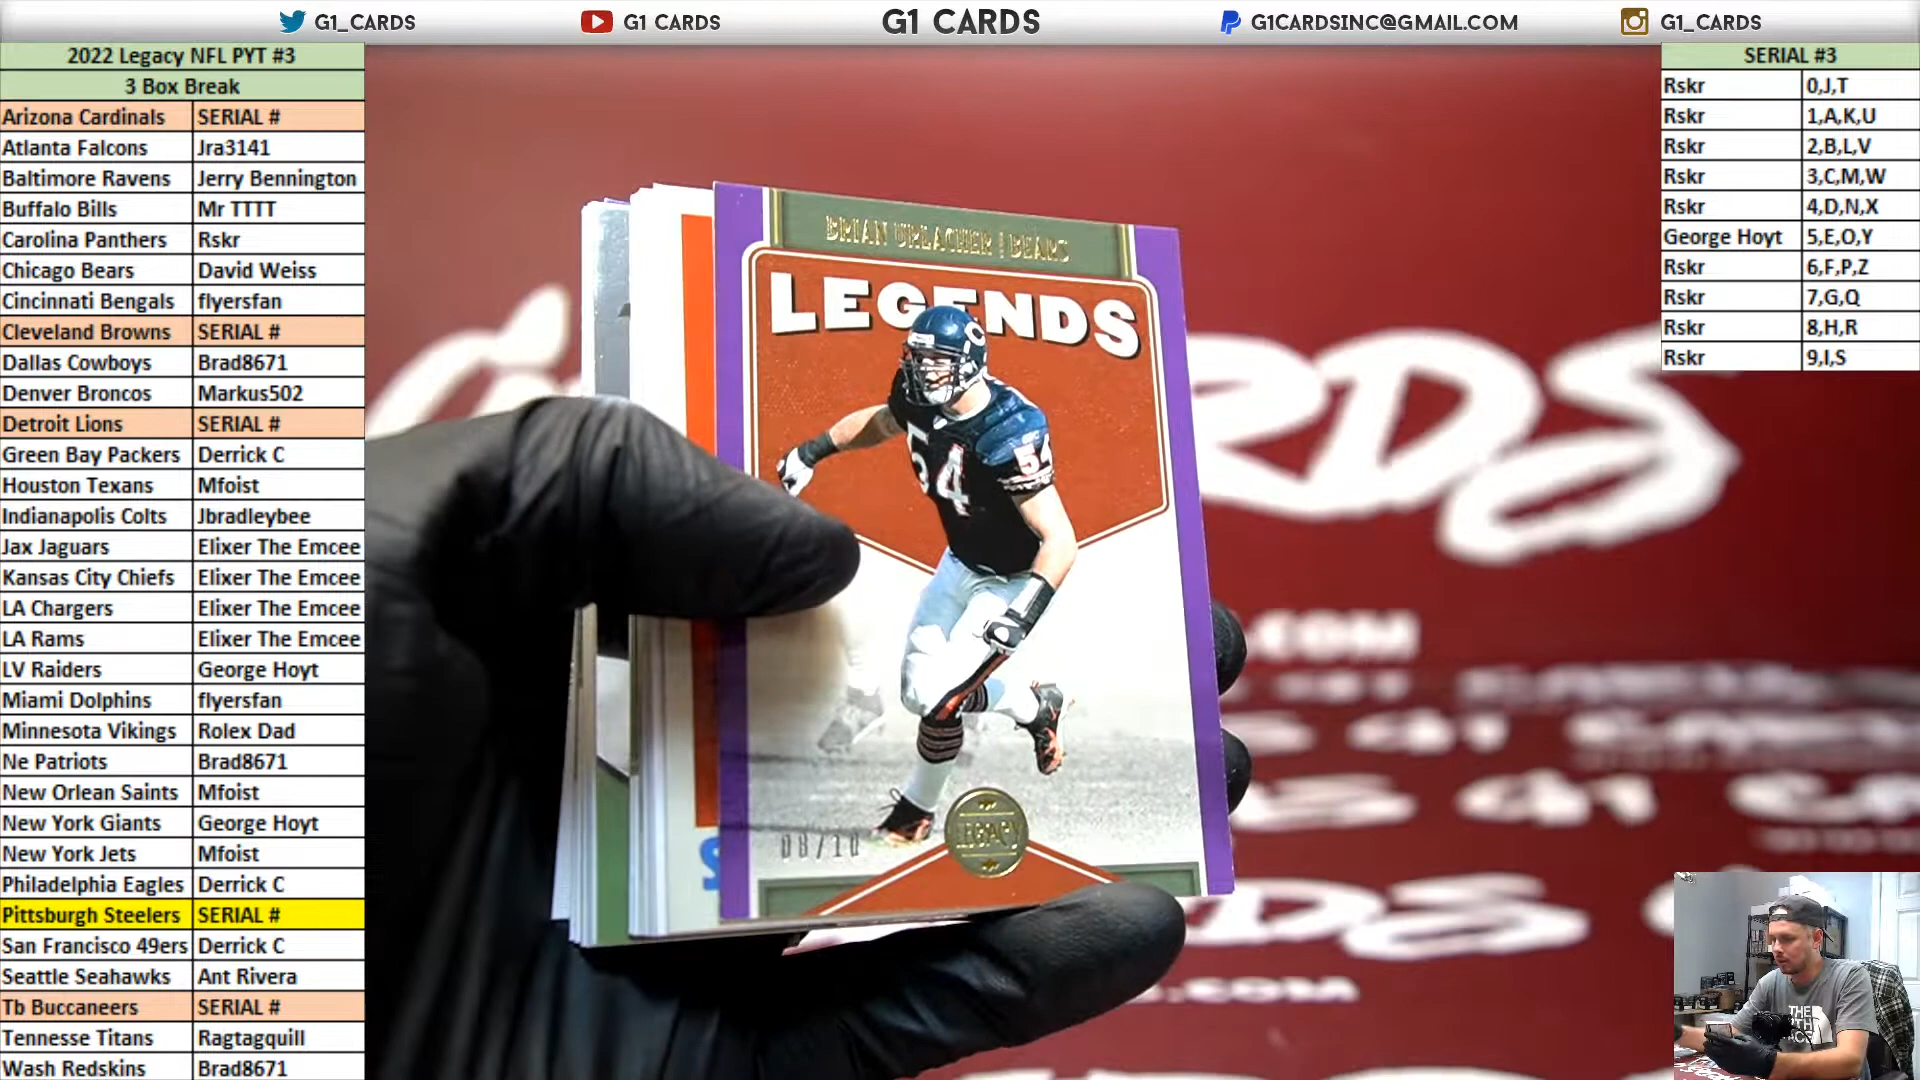 G1_CARDS
G1 CARDS
G1 CARDS
G1CARDSINC@GMAIL.COM
G1_CARDS
2022 Legacy NFL PYT #3
3 Box Break
Arizona Cardinals SERIAL #
Atlanta Falcons Jra3141
Baltimore Ravens Jerry Bennington
Buffalo Bills Mr TTTT
Carolina Panthers Rskr
Chicago Bears David Weiss
Cincinnati Bengals flyersfan
Cleveland Browns SERIAL #
Dallas Cowboys Brad8671
Denver Broncos Markus502
Detroit Lions SERIAL #
Green Bay Packers Derrick C
Houston Texans Mfoist
Indianapolis Colts Jbradleybee
Jax Jaguars Elixer The Emcee
Kansas City Chiefs Elixer The Emcee
LA Chargers Elixer The Emcee
LA Rams Elixer The Emcee
LV Raiders George Hoyt
Miami Dolphins flyersfan
Minnesota Vikings Rolex Dad
Ne Patriots Brad8671
New Orlean Saints Mfoist
New York Giants George Hoyt
New York Jets Mfoist
Philadelphia Eagles Derrick C
Pittsburgh Steelers SERIAL #
San Francisco 49ers Derrick C
Seattle Seahawks Ant Rivera
Tb Buccaneers SERIAL #
Tennesse Titans Ragtagquill
Wash Redskins Brad8671
BRIAN URLACHER | BEARS
LEGENDS
54
54
08/10
LEGACY
SERIAL #3
Rskr 0,J,T
Rskr 1,A,K,U
Rskr 2,B,L,V
Rskr 3,C,M,W
Rskr 4,D,N,X
George Hoyt 5,E,O,Y
Rskr 6,F,P,Z
Rskr 7,G,Q
Rskr 8,H,R
Rskr 9,I,S
THE